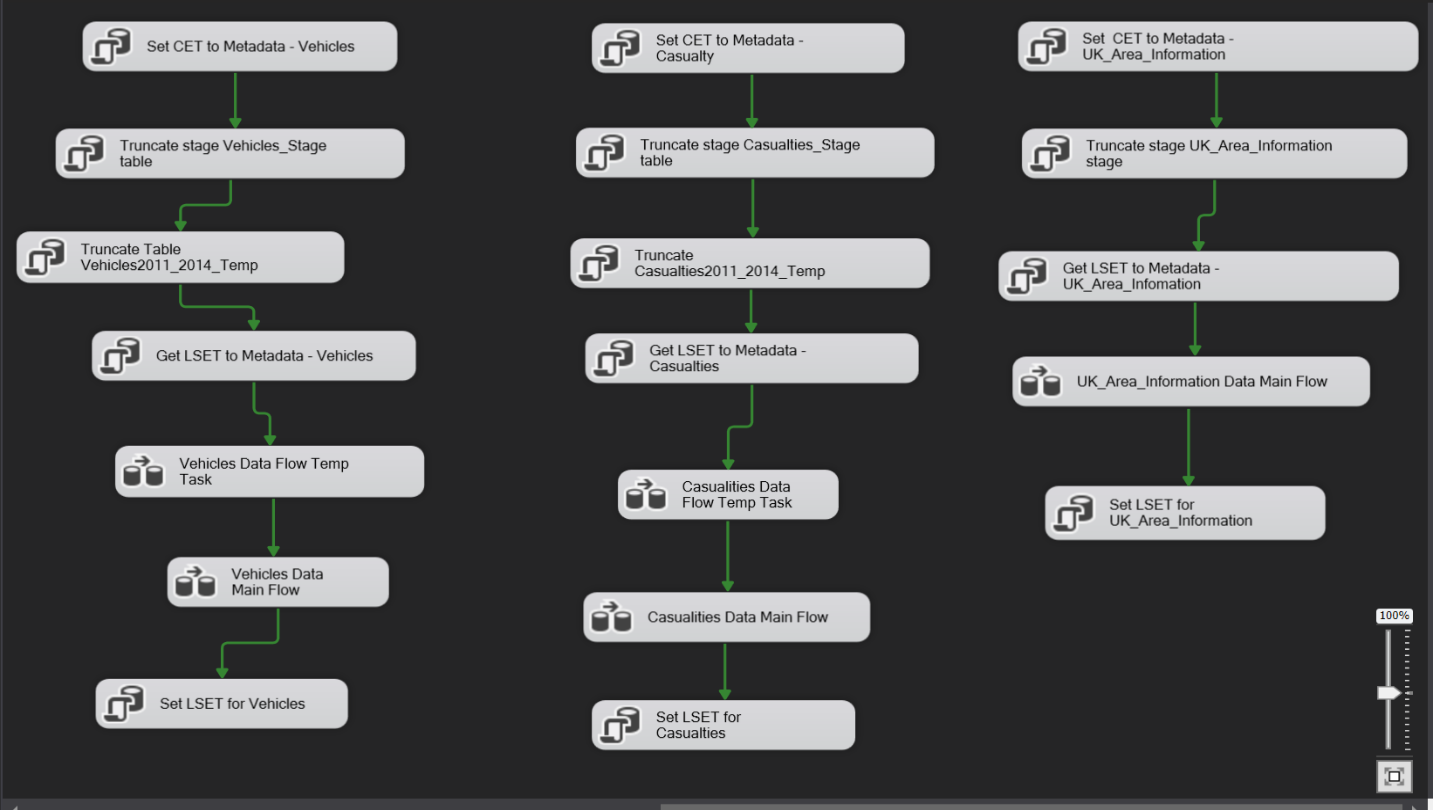 Set CET to Metadata - Vehicles
Truncate stage Vehicles_Stage
table
Truncate Table
Vehicles2011_2014_Temp
Get LSET to Metadata - Vehicles
Vehicles Data Flow Temp
Task
Vehicles Data
Main Flow
Set LSET for Vehicles
Set CET to Metadata -
Casualty
Truncate stage Casualties_Stage
table
Truncate
Casualties2011_2014_Temp
Get LSET to Metadata -
Casualties
Casualities Data
Flow Temp Task
Casualities Data Main Flow
Set LSET for
Casualties
Set  CET to Metadata -
UK_Area_Information
Truncate stage UK_Area_Information
stage
Get LSET to Metadata -
UK_Area_Infomation
UK_Area_Information Data Main Flow
Set LSET for
UK_Area_Information
100%